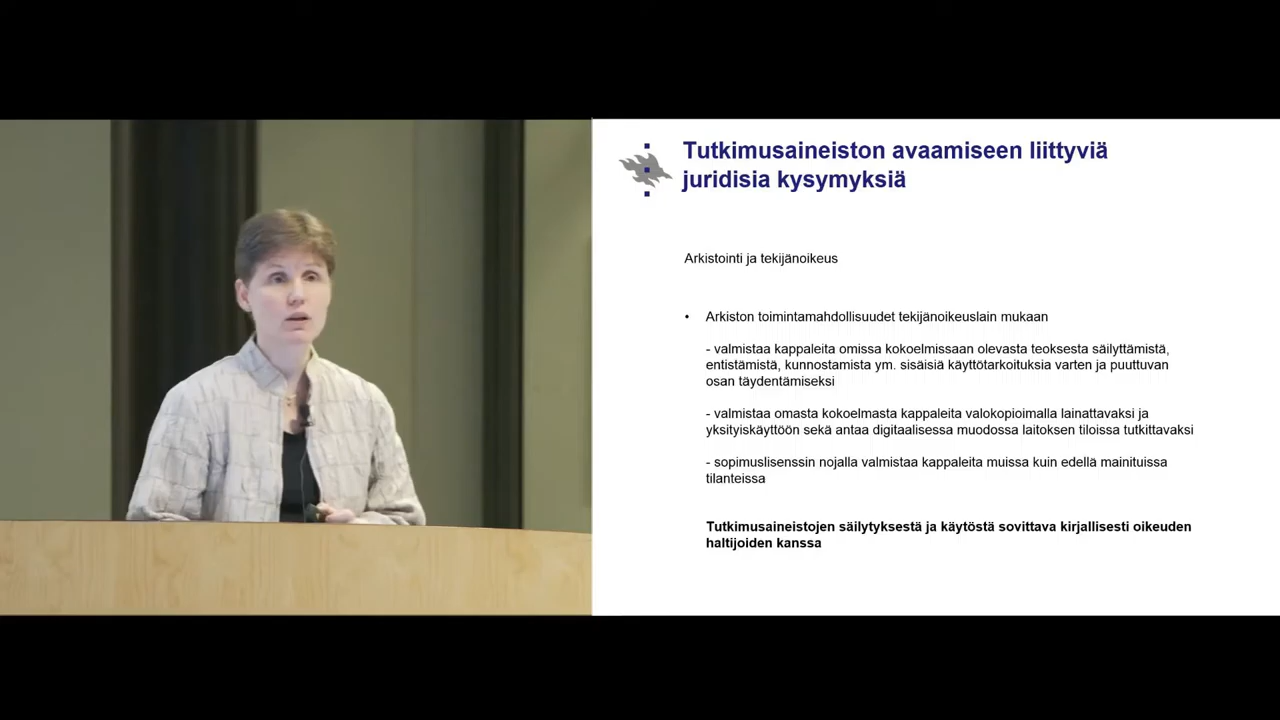 Tutkimusaineiston avaamiseen liittyviä
juridisia kysymyksiä
Arkistointi ja tekijänoikeus
• Arkiston toimintamahdollisuudet tekijänoikeuslain mukaan
- valmistaa kappaleita omissa kokoelmissaan olevasta teoksesta säilyttämistä,
entistämistä, kunnostamista ym. sisäisiä käyttötarkoituksia varten ja puuttuvan
osan täydentämiseksi
- valmistaa omasta kokoelmasta kappaleita valokopioimalla lainattavaksi ja
yksityiskäyttöön sekä antaa digitaalisessa muodossa laitoksen tiloissa tutkittavaksi
- sopimuslisenssin nojalla valmistaa kappaleita muissa kuin edellä mainituissa
tilanteissa
Tutkimusaineistojen säilytyksestä ja käytöstä sovittava kirjallisesti oikeuden
haltijoiden kanssa